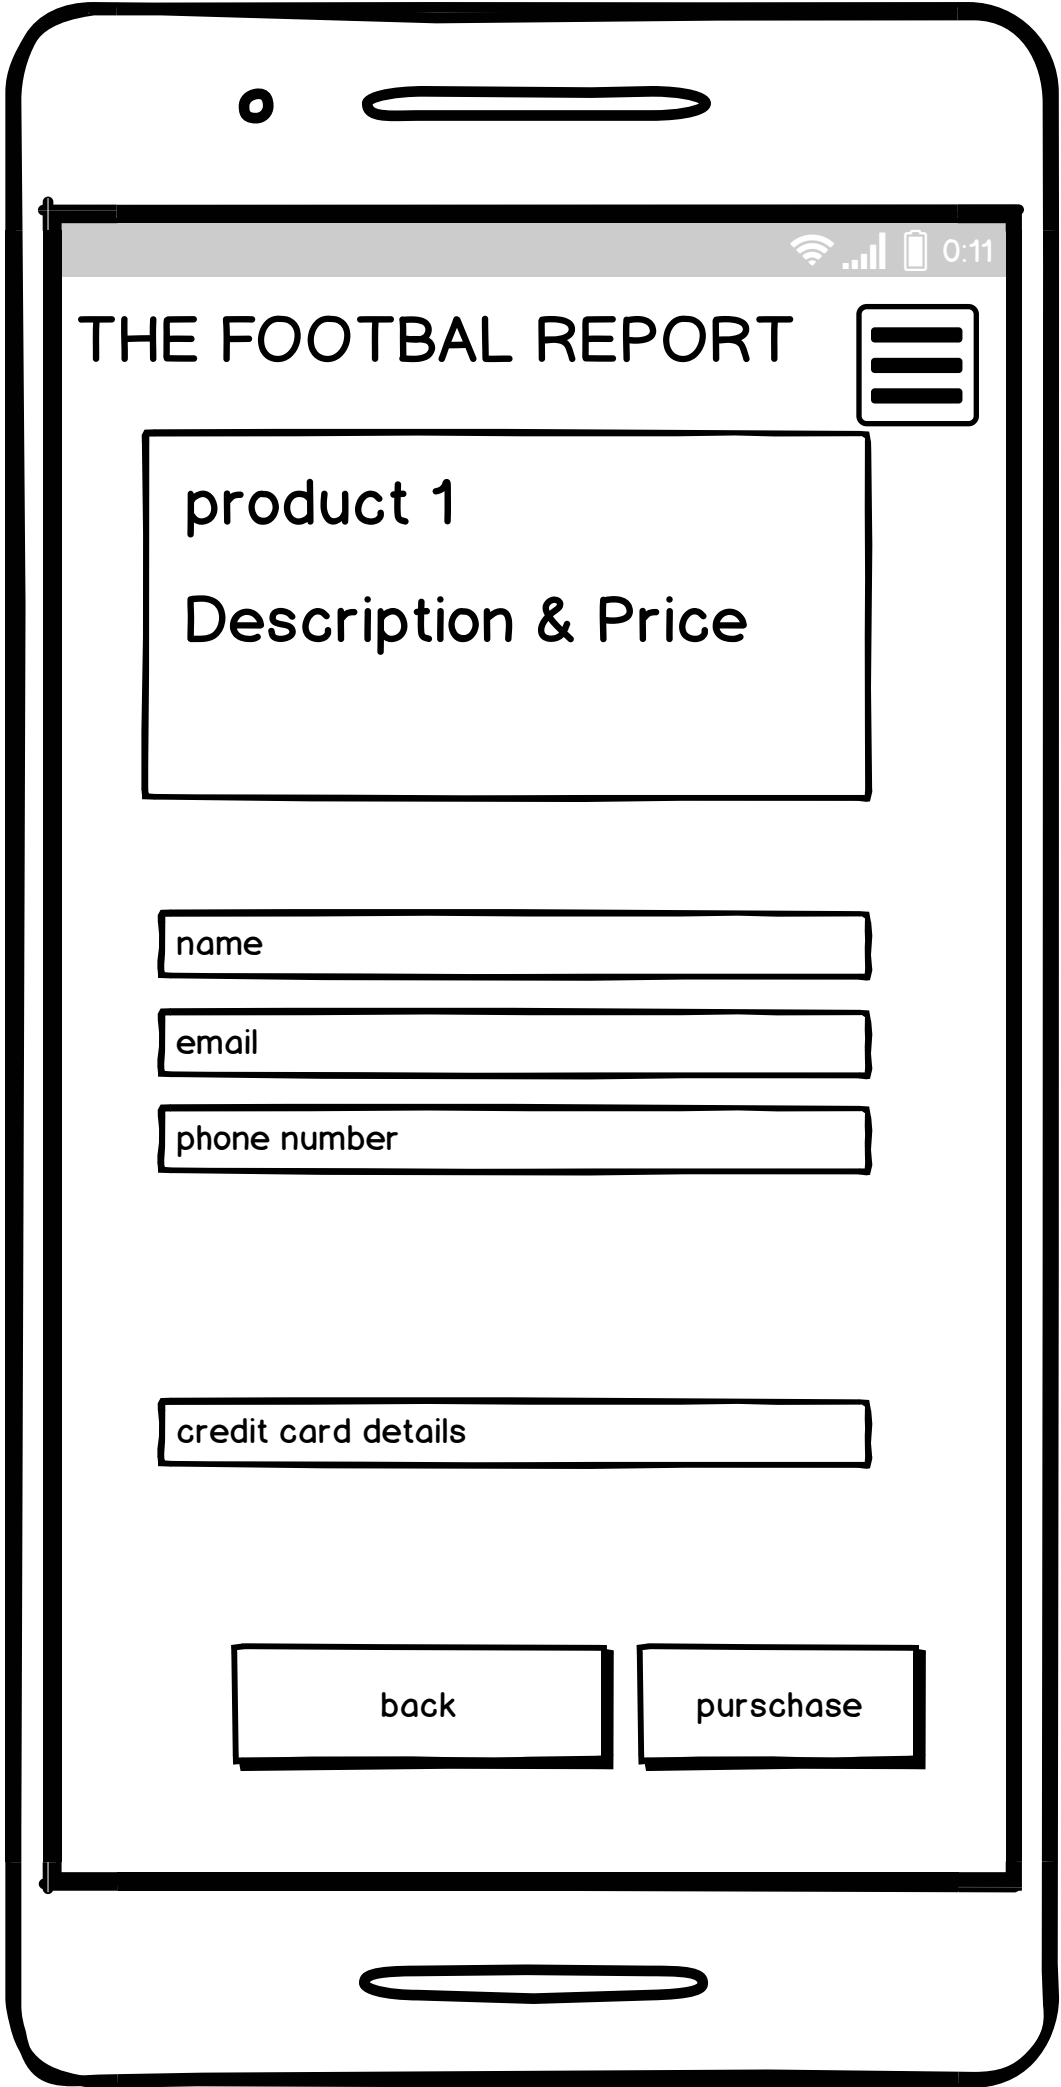 0:11
THE FOOTBAL REPORT
product 1
Description & Price
name
email
phone number
credit card details
back
purschase